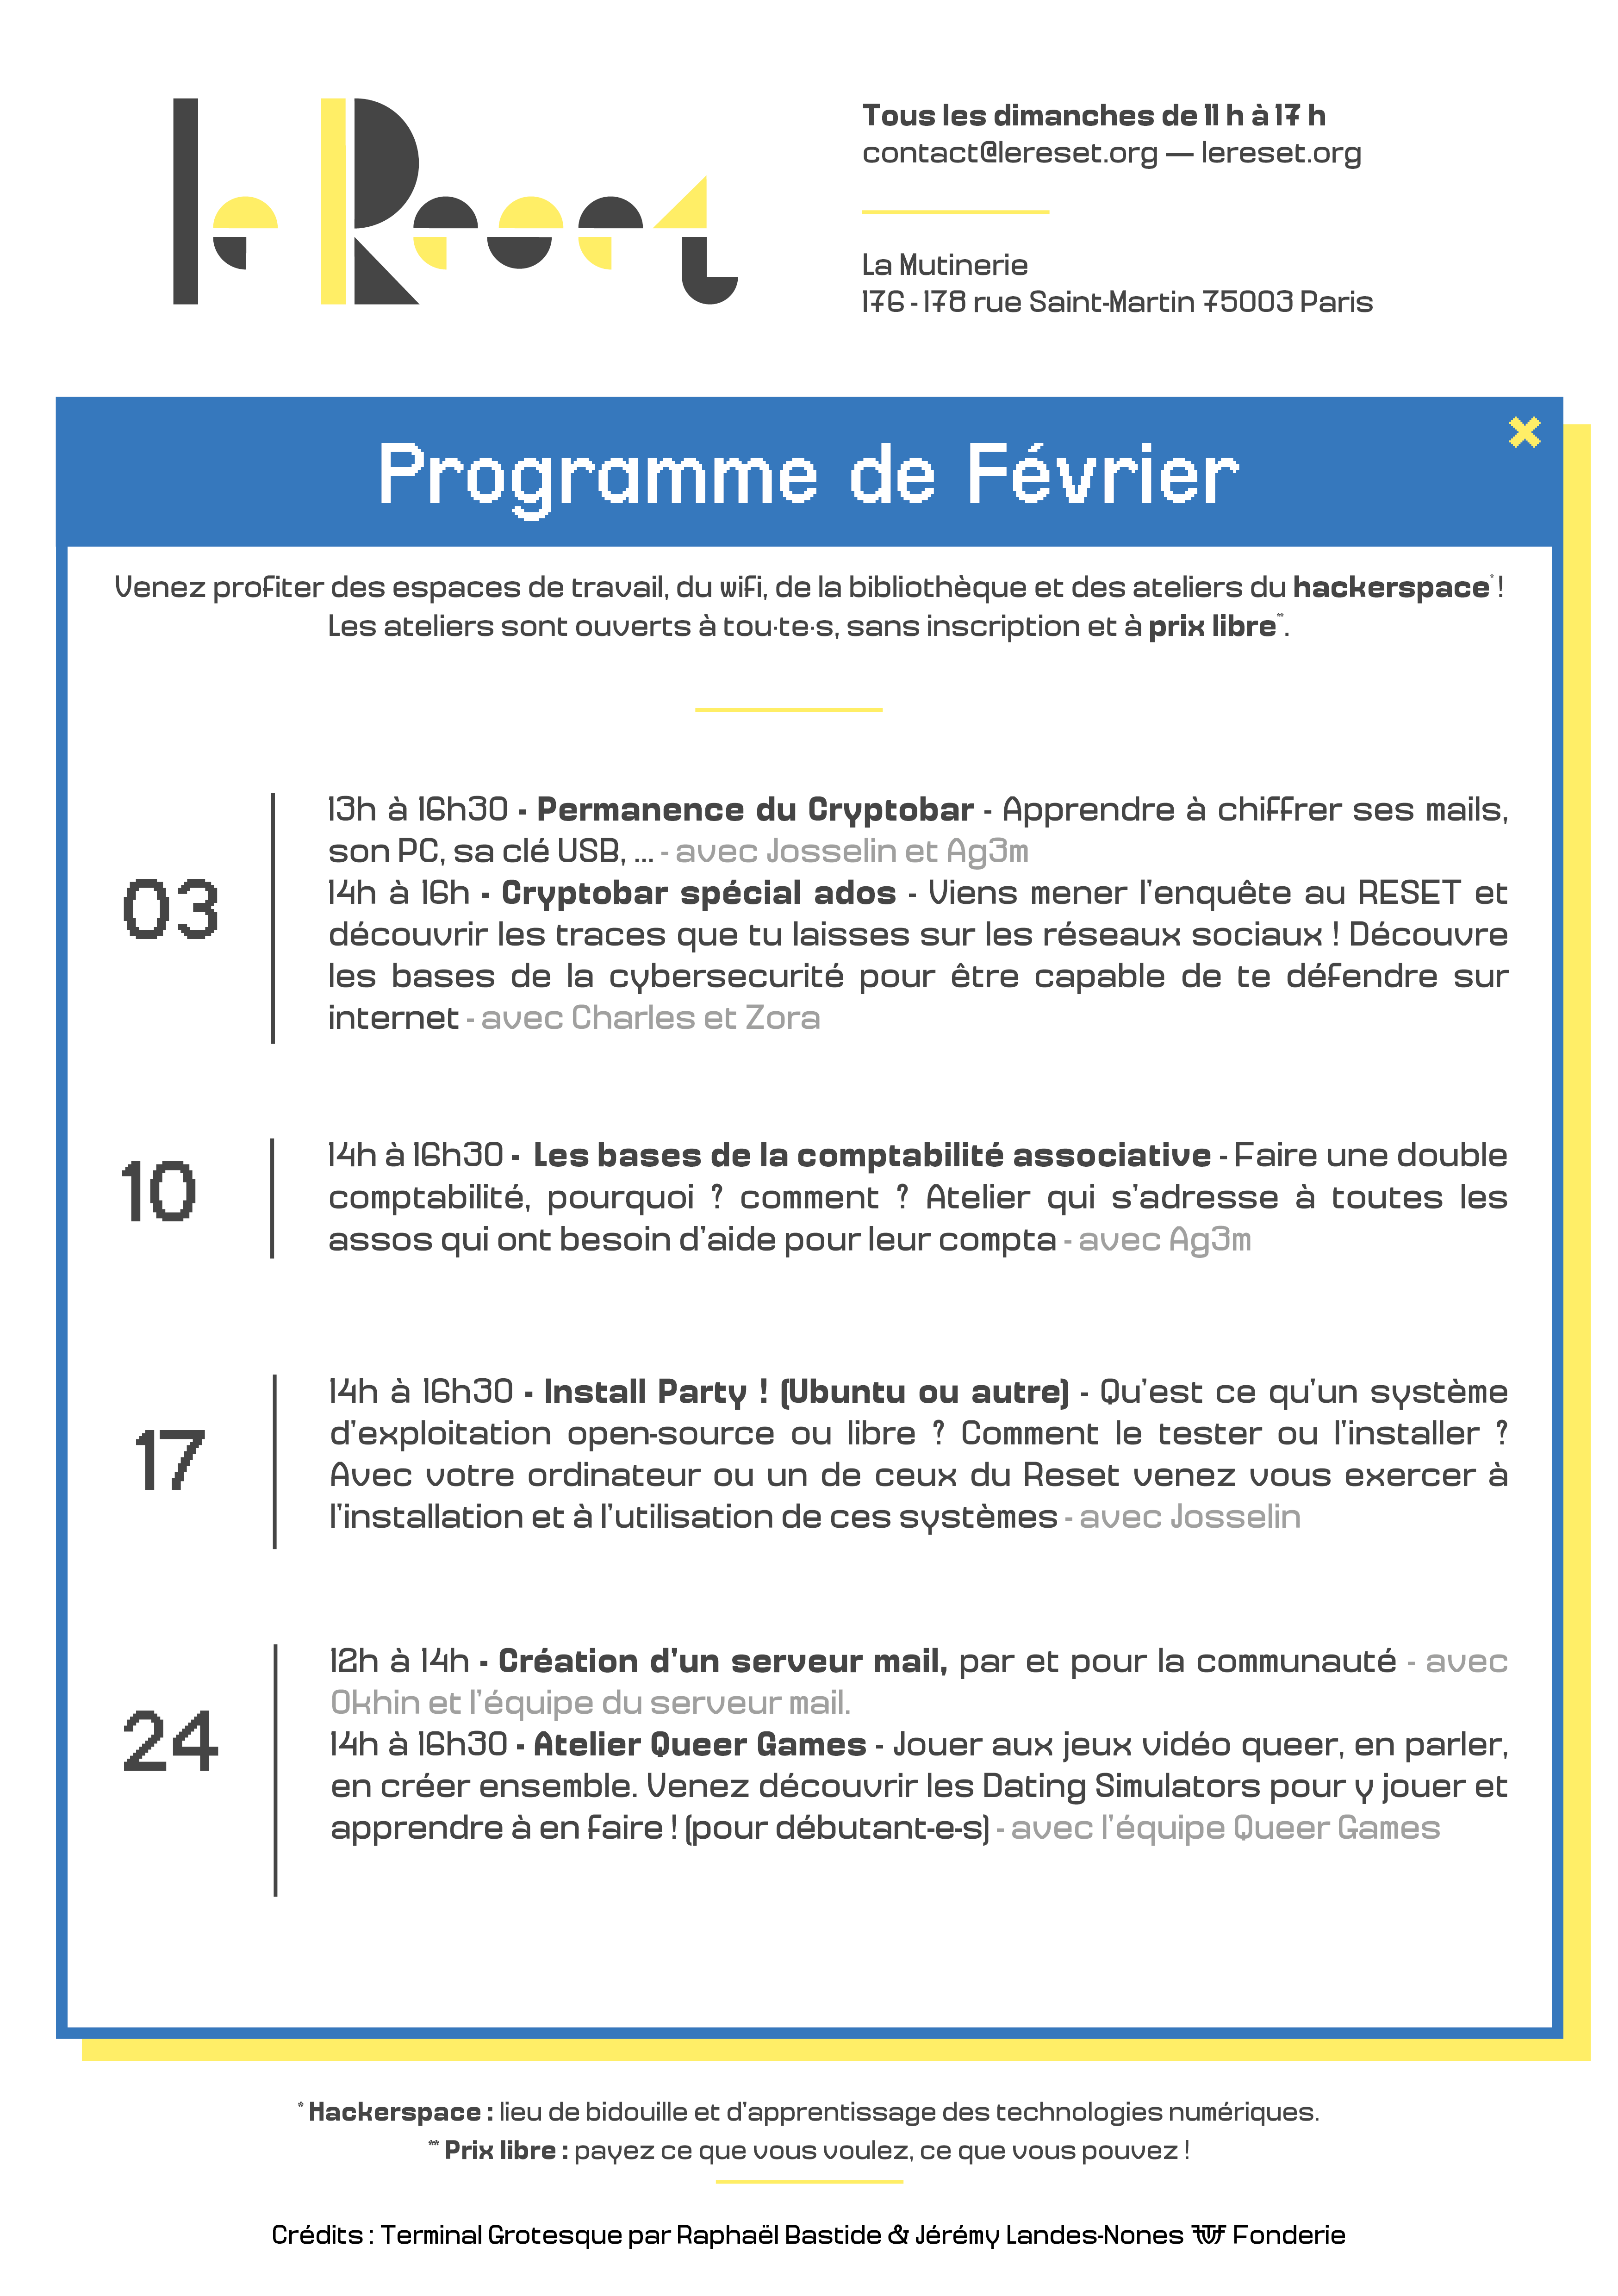 le Reset
Tous les dimanches de 11 h à 17 h
contact@lereset.org — lereset.org
La Mutinerie
176 - 178 rue Saint-Martin 75003 Paris
Programme de Février
Venez profiter des espaces de travail, du wifi, de la bibliothèque et des ateliers du hackerspace* !
Les ateliers sont ouverts à tou·te·s, sans inscription et à prix libre**.
03
13h à 16h30 - Permanence du Cryptobar - Apprendre à chiffrer ses mails,
son PC, sa clé USB, ... - avec Josselin et Ag3m
14h à 16h - Cryptobar spécial ados - Viens mener l'enquête au RESET et
découvrir les traces que tu laisses sur les réseaux sociaux ! Découvre
les bases de la cybersecurité pour être capable de te défendre sur
internet - avec Charles et Zora
10
14h à 16h30 - Les bases de la comptabilité associative - Faire une double
comptabilité, pourquoi ? comment ? Atelier qui s'adresse à toutes les
assos qui ont besoin d'aide pour leur compta - avec Ag3m
17
14h à 16h30 - Install Party ! (Ubuntu ou autre) - Qu'est ce qu'un système
d'exploitation open-source ou libre ? Comment le tester ou l'installer ?
Avec votre ordinateur ou un de ceux du Reset venez vous exercer à
l'installation et à l'utilisation de ces systèmes - avec Josselin
24
12h à 14h - Création d'un serveur mail, par et pour la communauté - avec
Okhin et l'équipe du serveur mail.
14h à 16h30 - Atelier Queer Games - Jouer aux jeux vidéo queer, en parler,
en créer ensemble. Venez découvrir les Dating Simulators pour y jouer et
apprendre à en faire ! (pour débutant-e-s) - avec l'équipe Queer Games
* Hackerspace : lieu de bidouille et d'apprentissage des technologies numériques.
** Prix libre : payez ce que vous voulez, ce que vous pouvez !
Crédits : Terminal Grotesque par Raphaël Bastide & Jérémy Landes-Nones VTF Fonderie